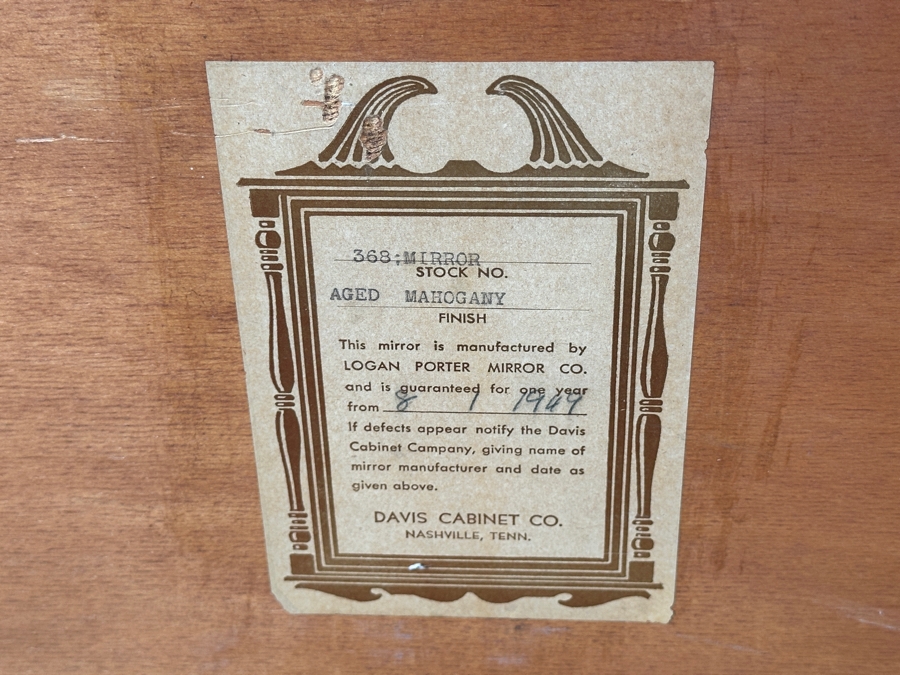 368;MIRROR
STOCK NO.
AGED MAHOGANY
FINISH
This mirror is manufactured by
LOGAN PORTER MIRROR CO.
and is guaranteed for one year
from 8 1 1949
If defects appear notify the Davis
Cabinet Campany, giving name of
mirror manufacturer and date as
given above.
DAVIS CABINET CO.
NASHVILLE, TENN.